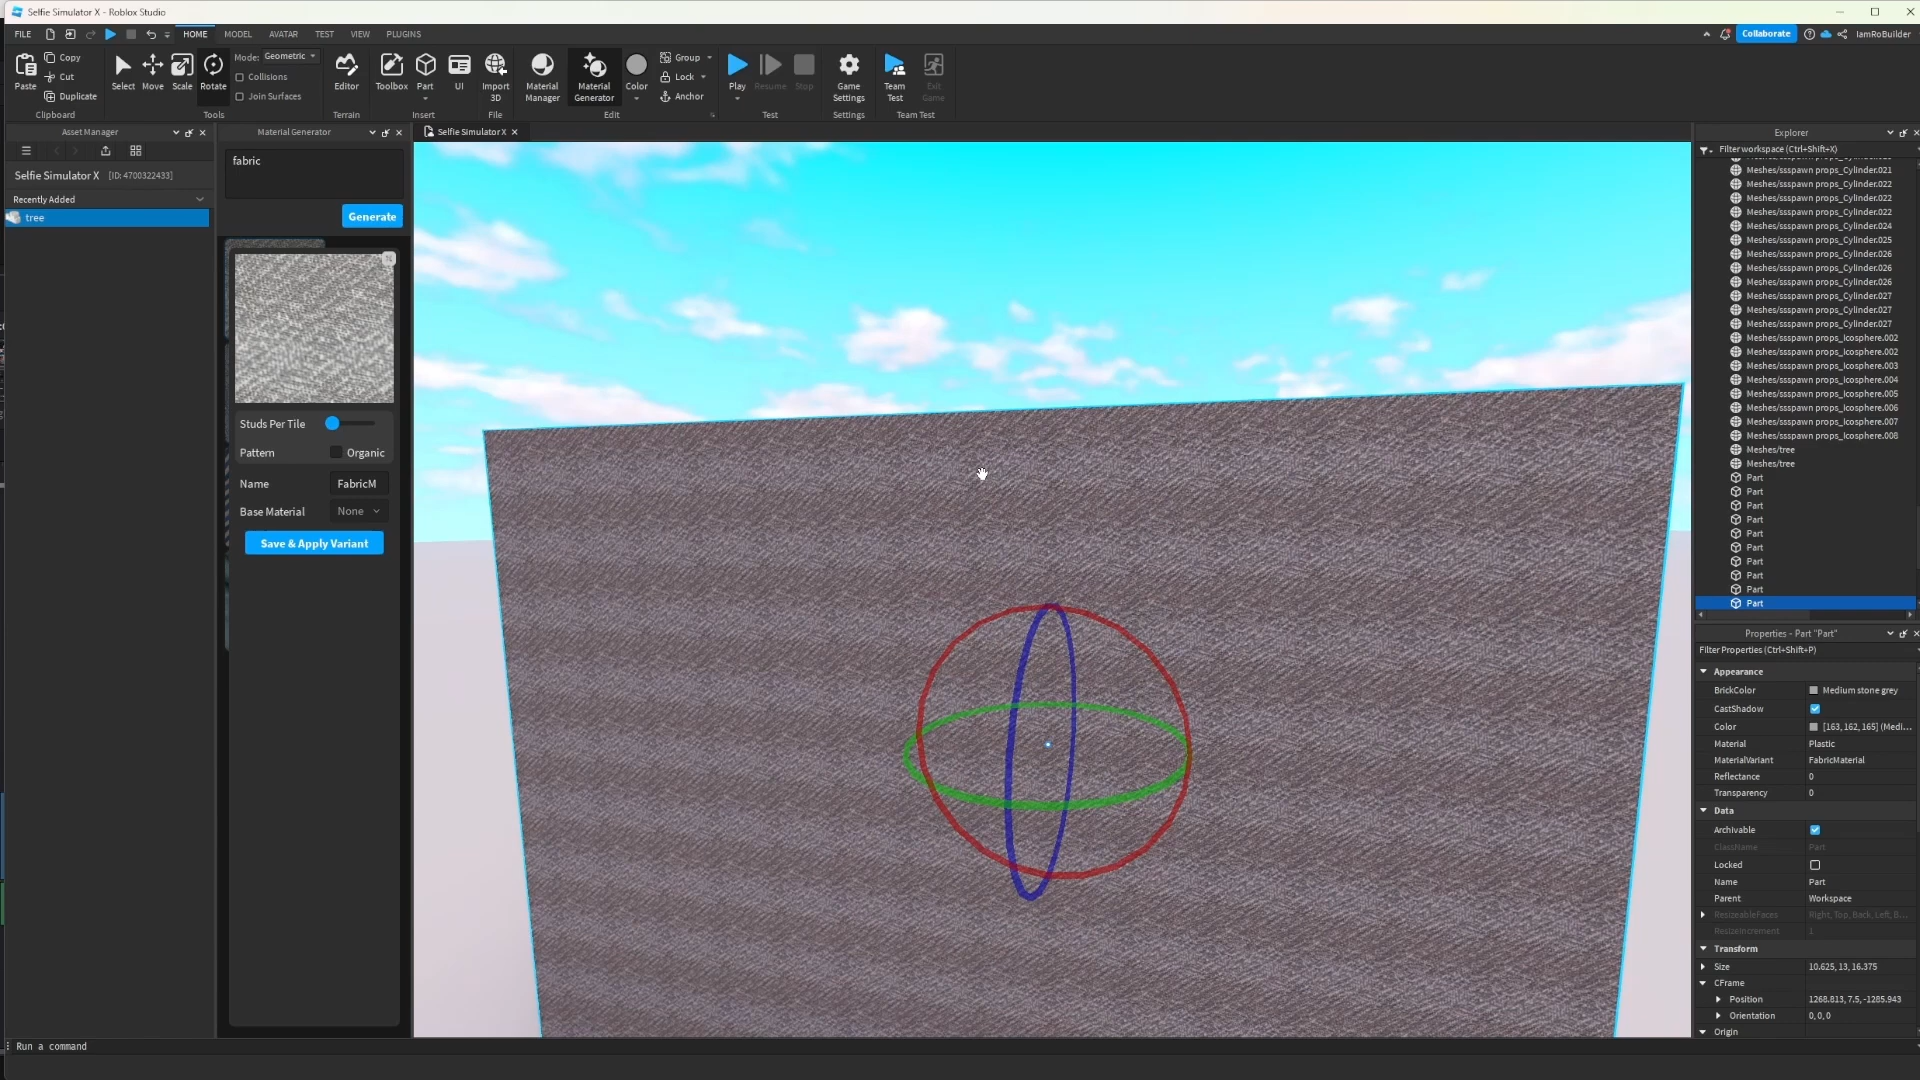 Selfie Simulator X - Roblox Studio
FILE
HOME
MODEL
AVATAR
TEST
VIEW
PLUGINS
Collaborate
IamRoBuilder
Paste
Copy
Cut
Duplicate
Clipboard
Select
Move
Scale
Rotate
Mode: Geometric
Collisions
Join Surfaces
Tools
Editor
Terrain
Toolbox
Part
UI
Insert
Import 3D
File
Material Manager
Material Generator
Color
Group
Lock
Anchor
Edit
Play
Resume
Stop
Test
Game Settings
Settings
Team Test
Exit Game
Team Test
Asset Manager
Selfie Simulator X [ID: 4700322433]
Recently Added
tree
Material Generator
fabric
Generate
Studs Per Tile
Pattern Organic
Name FabricM
Base Material None
Save & Apply Variant
Selfie Simulator X
Explorer
Filter workspace (Ctrl+Shift+X)
Meshes/ssspawn props_Cylinder.021
Meshes/ssspawn props_Cylinder.022
Meshes/ssspawn props_Cylinder.022
Meshes/ssspawn props_Cylinder.022
Meshes/ssspawn props_Cylinder.024
Meshes/ssspawn props_Cylinder.025
Meshes/ssspawn props_Cylinder.026
Meshes/ssspawn props_Cylinder.026
Meshes/ssspawn props_Cylinder.026
Meshes/ssspawn props_Cylinder.027
Meshes/ssspawn props_Cylinder.027
Meshes/ssspawn props_Cylinder.027
Meshes/ssspawn props_Icosphere.002
Meshes/ssspawn props_Icosphere.002
Meshes/ssspawn props_Icosphere.003
Meshes/ssspawn props_Icosphere.004
Meshes/ssspawn props_Icosphere.005
Meshes/ssspawn props_Icosphere.006
Meshes/ssspawn props_Icosphere.007
Meshes/ssspawn props_Icosphere.008
Meshes/tree
Meshes/tree
Part
Part
Part
Part
Part
Part
Part
Part
Part
Part
Properties - Part "Part"
Filter Properties (Ctrl+Shift+P)
Appearance
BrickColor Medium stone grey
CastShadow
Color [163, 162, 165] (Medi...
Material Plastic
MaterialVariant FabricMaterial
Reflectance 0
Transparency 0
Data
Archivable
ClassName Part
Locked
Name Part
Parent Workspace
ResizeableFaces Right, Top, Back, Left, B...
ResizeIncrement 1
Transform
Size 10.625, 13, 16.375
CFrame
Position 1268.813, 7.5, -1285.943
Orientation 0, 0, 0
Origin
Run a command